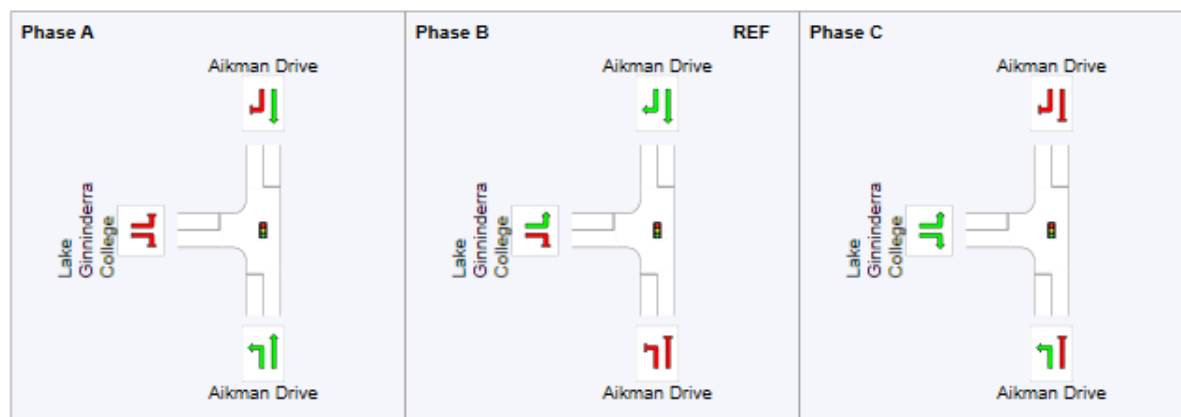 Phase A
Aikman Drive
Lake
Ginninderra
College
Aikman Drive
Phase B REF
Aikman Drive
Lake
Ginninderra
College
Aikman Drive
Phase C
Aikman Drive
Lake
Ginninderra
College
Aikman Drive